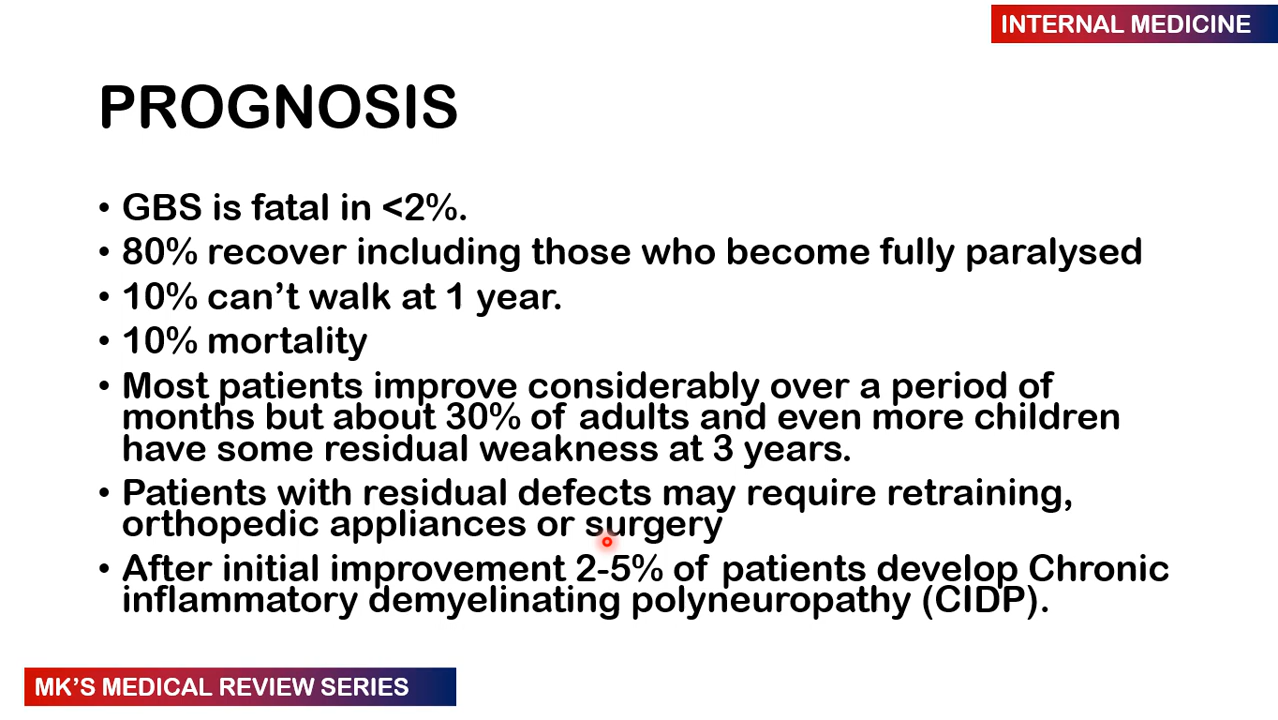 INTERNAL MEDICINE
PROGNOSIS
• GBS is fatal in <2%.
• 80% recover including those who become fully paralysed
• 10% can’t walk at 1 year.
• 10% mortality
• Most patients improve considerably over a period of
months but about 30% of adults and even more children
have some residual weakness at 3 years.
• Patients with residual defects may require retraining,
orthopedic appliances or surgery
• After initial improvement 2-5% of patients develop Chronic
inflammatory demyelinating polyneuropathy (CIDP).
MK’S MEDICAL REVIEW SERIES